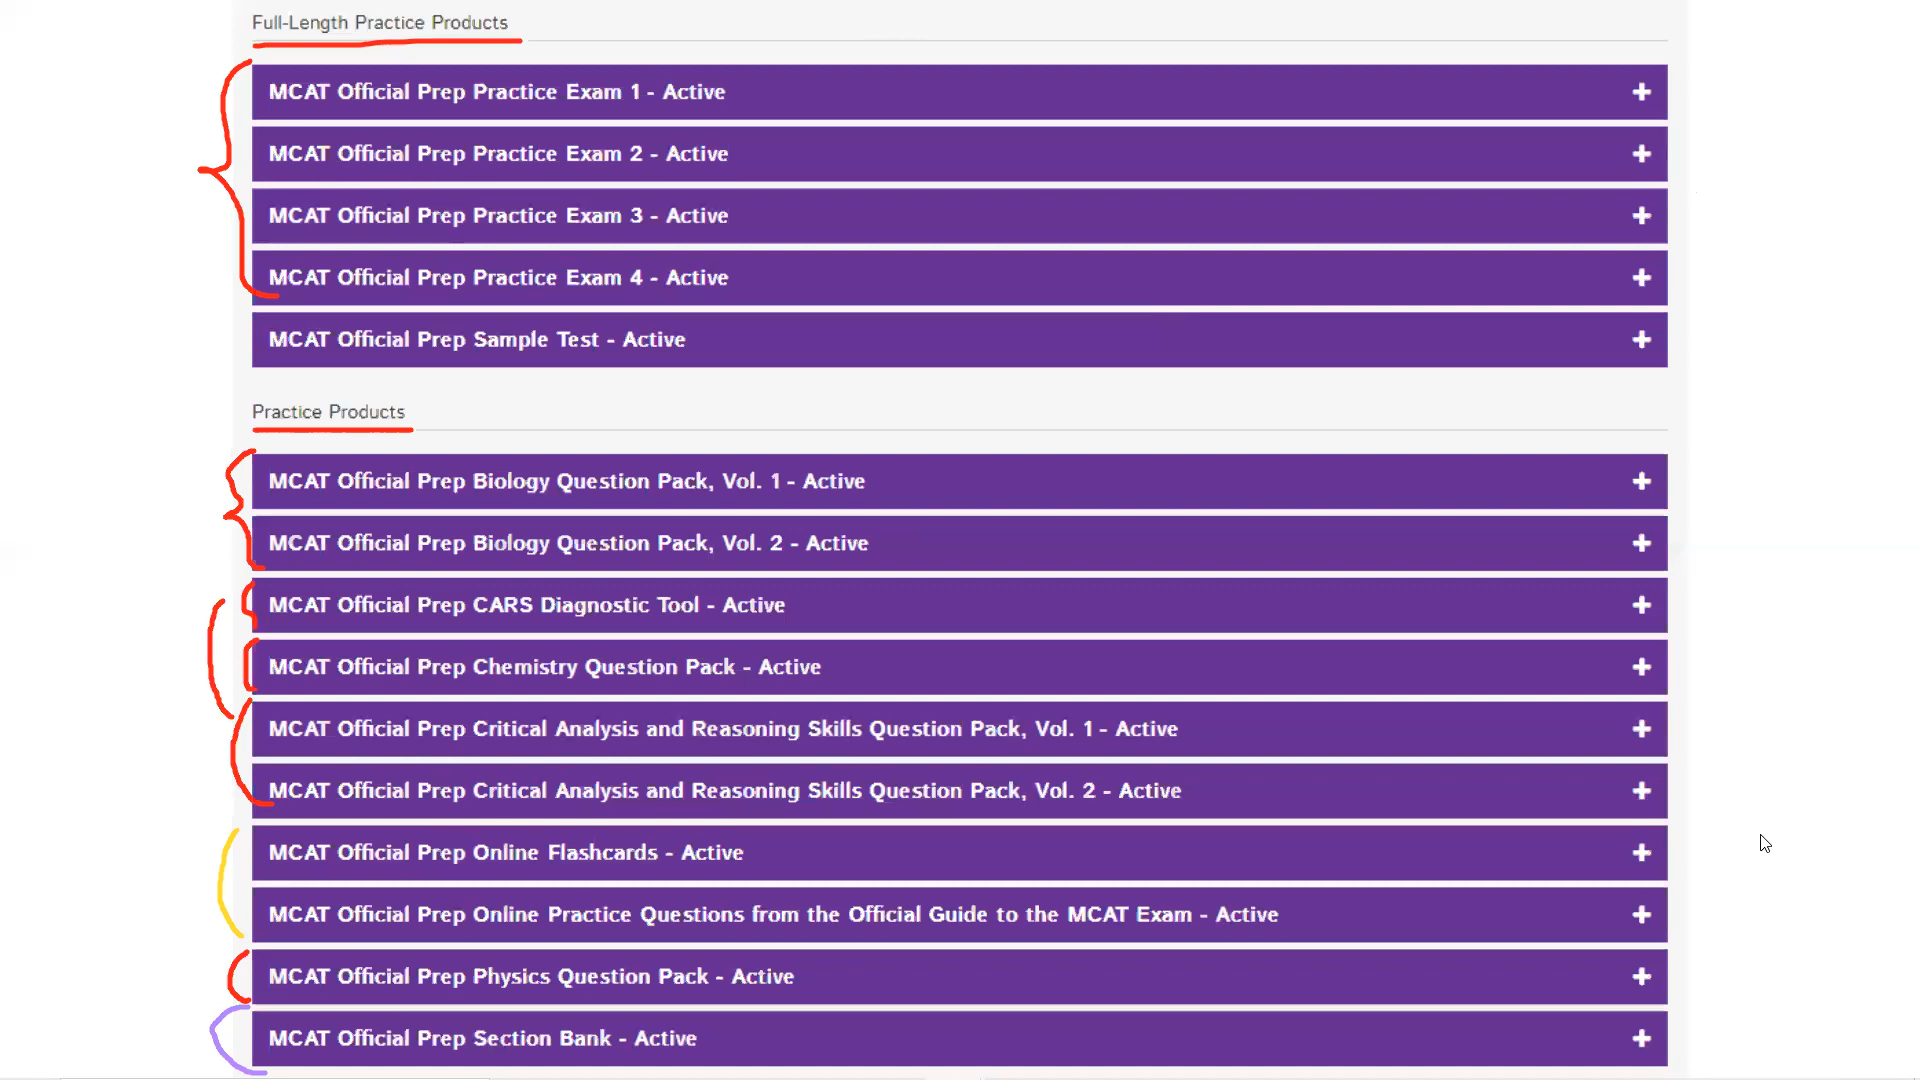 Full-Length Practice Products
MCAT Official Prep Practice Exam 1 - Active
MCAT Official Prep Practice Exam 2 - Active
MCAT Official Prep Practice Exam 3 - Active
MCAT Official Prep Practice Exam 4 - Active
MCAT Official Prep Sample Test - Active
Practice Products
MCAT Official Prep Biology Question Pack, Vol. 1 - Active
MCAT Official Prep Biology Question Pack, Vol. 2 - Active
MCAT Official Prep CARS Diagnostic Tool - Active
MCAT Official Prep Chemistry Question Pack - Active
MCAT Official Prep Critical Analysis and Reasoning Skills Question Pack, Vol. 1 - Active
MCAT Official Prep Critical Analysis and Reasoning Skills Question Pack, Vol. 2 - Active
MCAT Official Prep Online Flashcards - Active
MCAT Official Prep Online Practice Questions from the Official Guide to the MCAT Exam - Active
MCAT Official Prep Physics Question Pack - Active
MCAT Official Prep Section Bank - Active